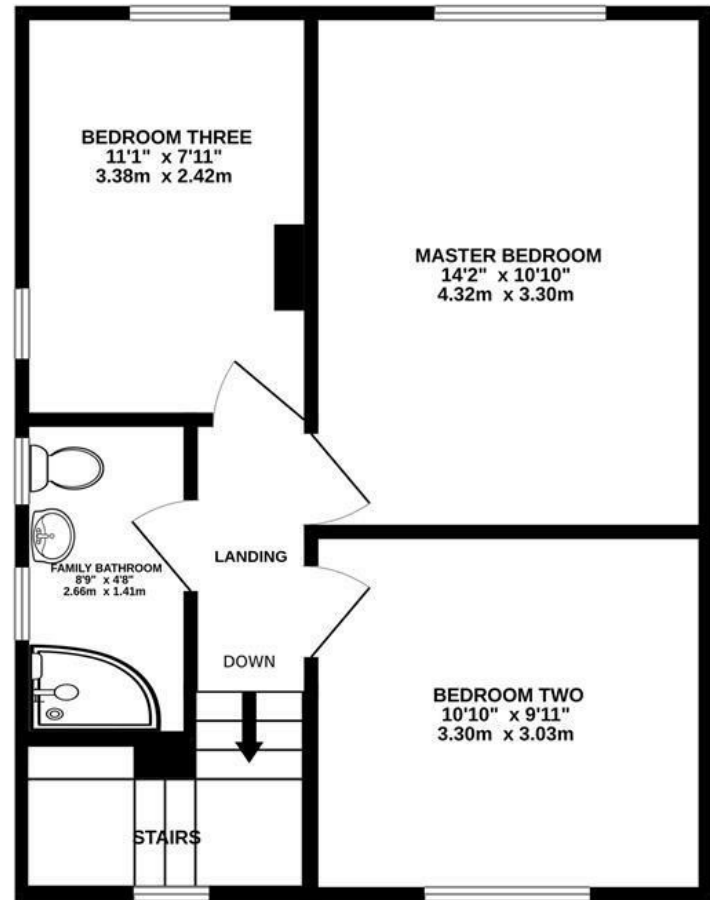 BEDROOM THREE
11'1" x 7'11"
3.38m x 2.42m
MASTER BEDROOM
14'2" x 10'10"
4.32m x 3.30m
LANDING
FAMILY BATHROOM
8'9" x 4'8"
2.66m x 1.41m
DOWN
BEDROOM TWO
10'10" x 9'11"
3.30m x 3.03m
STAIRS